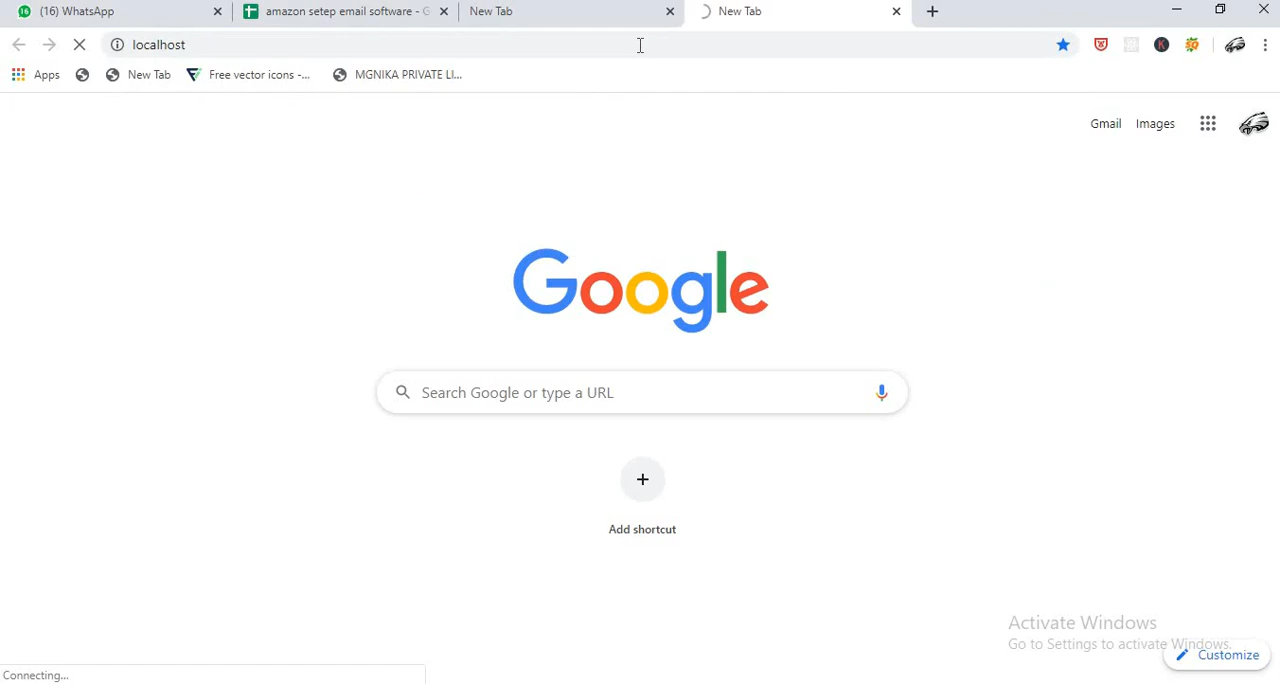 (16) WhatsApp
amazon setep email software - G
New Tab
New Tab
localhost
Apps
New Tab
Free vector icons -...
MGNIKA PRIVATE LI...
K
Gmail
Images
Google
Search Google or type a URL
Add shortcut
Activate Windows
Go to Settings to activate Windows.
Customize
Connecting...